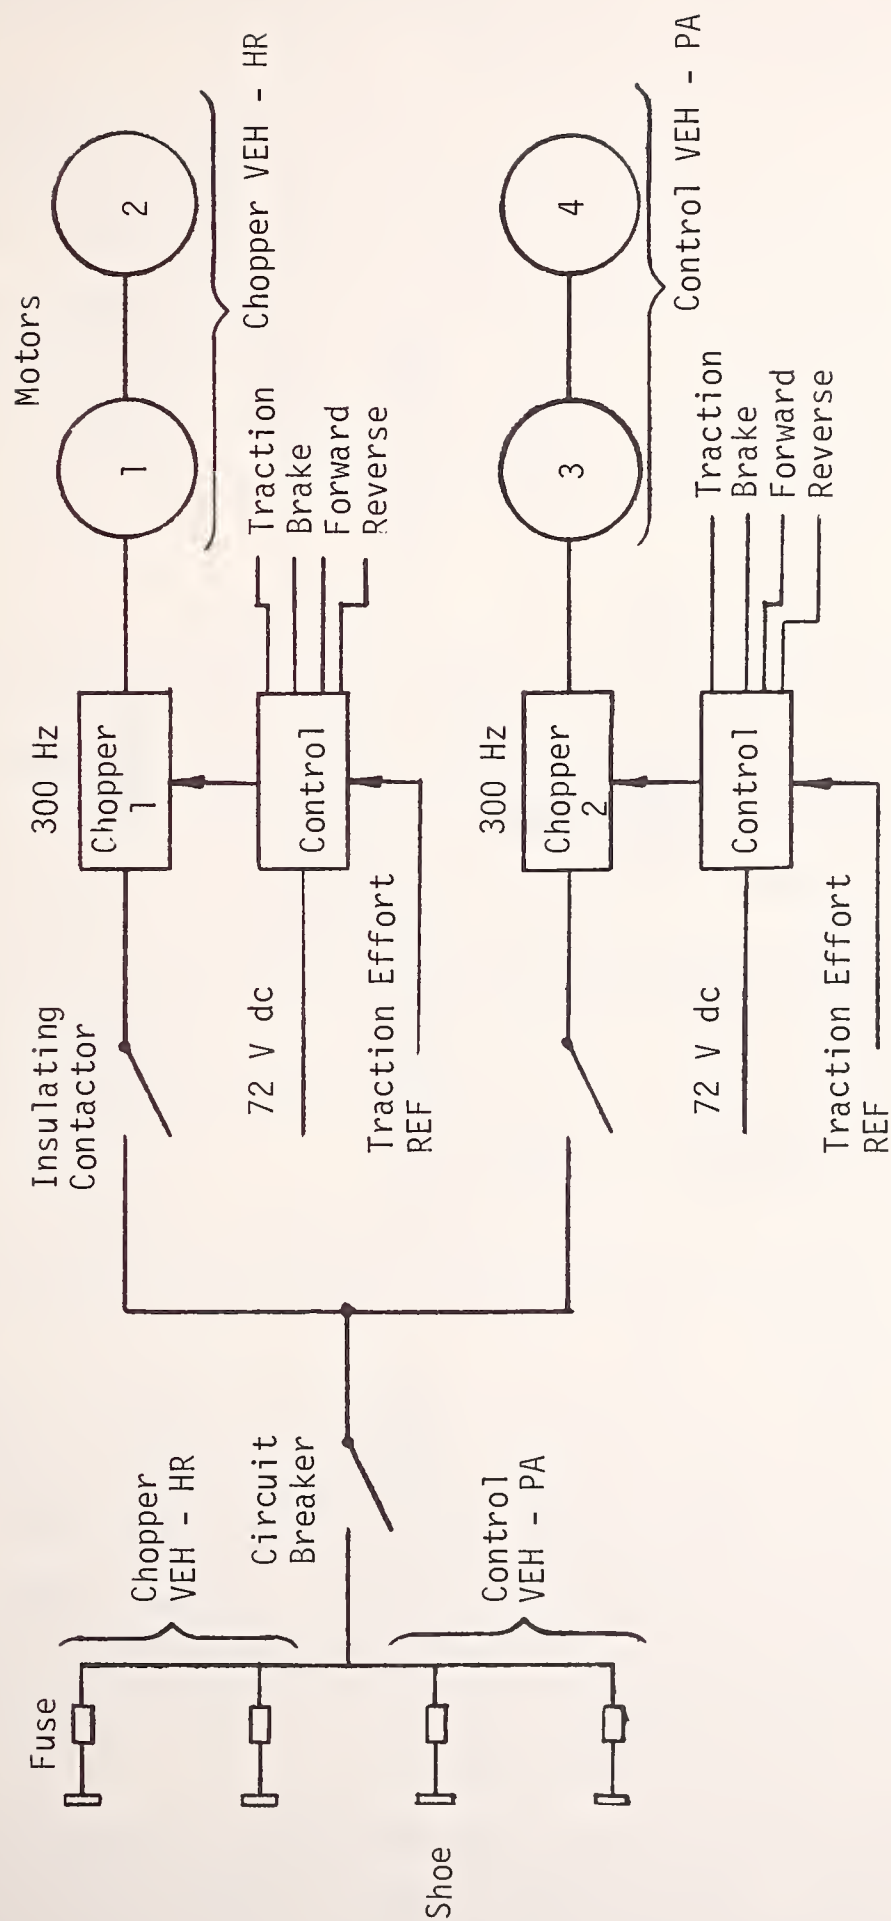 Motors
1
2
Chopper VEH - HR
300 Hz
Chopper
1
Control
Traction
Brake
Forward
Reverse
Insulating
Contactor
72 V dc
Traction Effort
REF
3
4
Control VEH - PA
300 Hz
Chopper
2
Control
Traction
Brake
Forward
Reverse
72 V dc
Traction Effort
REF
Circuit
Breaker
Chopper
VEH - HR
Control
VEH - PA
Fuse
Shoe